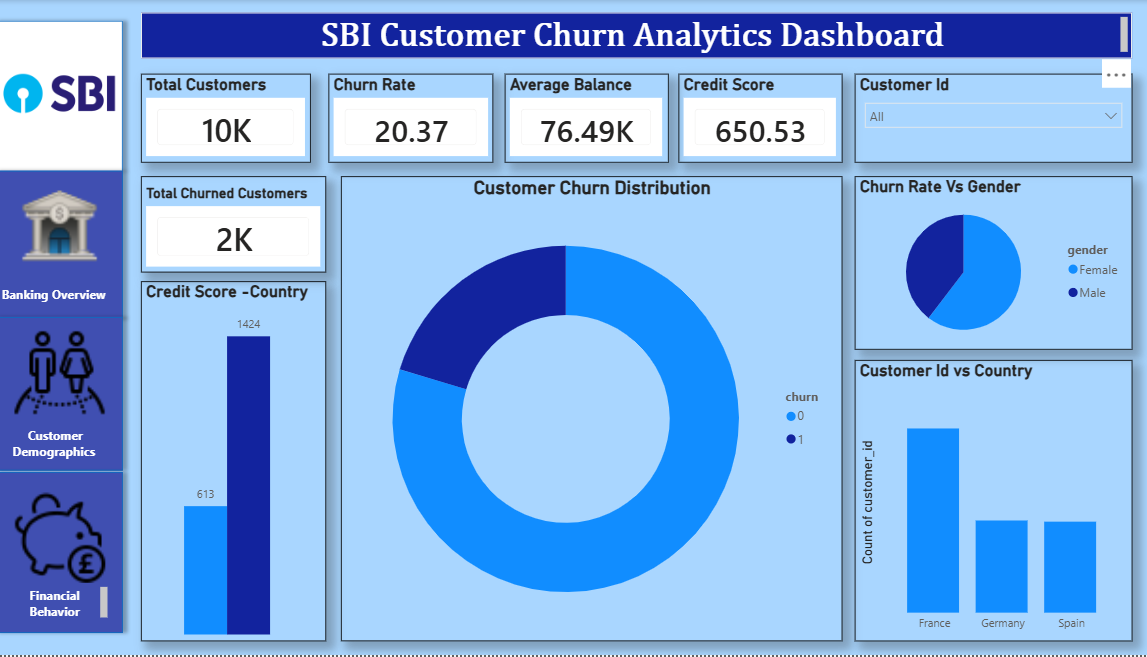 SBI Customer Churn Analytics Dashboard
SBI
Total Customers
10K
Churn Rate
20.37
Average Balance
76.49K
Credit Score
650.53
Customer Id
All
Banking Overview
Customer
Demographics
Financial
Behavior
£
$
Total Churned Customers
2K
Credit Score -Country
1424
613
Customer Churn Distribution
churn
0
1
Churn Rate Vs Gender
gender
Female
Male
Customer Id vs Country
Count of customer_id
France
Germany
Spain